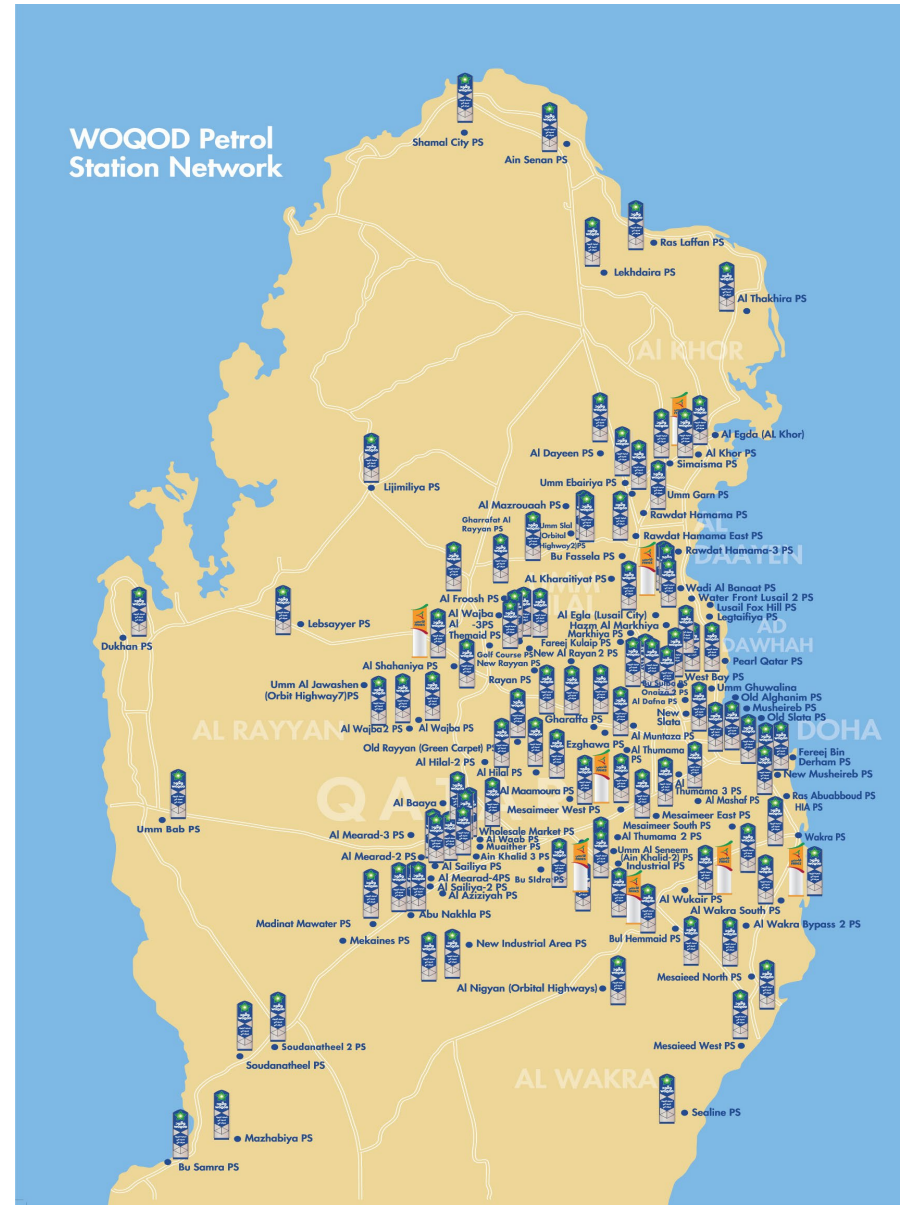 WOQOD Petrol
Station Network
Shamal City PS
Ain Senan PS
Ras Laffan PS
Lekhdaira PS
Al Thakhira PS
Al KHOR
Al Egda (AL Khor)
Al Dayeen PS
Al Khor PS
Simaisma PS
Lijimiliya PS
Umm Ebairiya PS
Umm Garn PS
Al Mazrouaah PS
Rawdat Hamama PS
Gharrafat Al
Rayyan PS
Umm Slal
Orbital
Highway2)PS
AL
DAAYEN
Rawdat Hamama East PS
Bu Fassela PS
Rawdat Hamama-3 PS
AL Kharaitiyat PS
Wadi Al Banaat PS
Al Froosh PS
Water Front Lusail 2 PS
Lusail Fox Hill PS
Legtaifiya PS
Lebsayyer PS
Al Wajba
Al -3PS
Themaid PS
Al Egla (Lusail City)
Hazm Al Markhiya
Markhiya PS
AD
DAWHAH
Dukhan PS
Fareej Kulaip PS
Golf Course PS
New Al Rayan2 PS
New Rayyan PS
Al Shahaniya PS
Pearl Qatar PS
Rayan PS
West Bay PS
Umm Al Jawashen
(Orbit Highway7)PS
Onaiza 2 PS
Al Dafna PS
Umm Ghuwalina
Old Alghanim PS
Musheireb PS
Old Slata PS
New
Slata
AL RAYYAN
Al Wajba2 PS
Al Wajba PS
Gharaffa PS
Al Muntaza PS
DOHA
Old Rayyan (Green Carpet) PS
Ezghawa PS
Al Thumama
PS
Fereej Bin
Derham PS
Al Hilal-2 PS
Al Hilal PS
New Musheireb PS
QATER
Al Maamoura PS
Al
Thumama 3 PS
Al Mashaf PS
Ras Abuabboud PS
HIA PS
Al Baaya
Mesaimeer West PS
Mesaimeer East PS
Umm Bab PS
Mesaimeer South PS
Wakra PS
Al Mearad-3 PS
Wholesale Market PS
Al Waab PS
Muaither PS
Al Thumama 2 PS
Al Mearad-2 PS
Ain Khalid 3 PS
Umm Al Seneem
(Ain Khalid-2) PS
Industrial PS
Al Sailiya PS
Bu SIdra PS
Al Mearad-4PS
Al Sailiya-2 PS
Al Aziziyah PS
Al Wukair PS
Al Wakra South PS
Abu Nakhla PS
Madinat Mawater PS
Al Wakra Bypass 2 PS
Mekaines PS
New Industrial Area PS
Bul Hemmaid PS
Mesaieed North PS
Al Nigyan (Orbital Highways)
Soudanatheel 2 PS
Mesaieed West PS
Soudanatheel PS
AL WAKRA
Sealine PS
Mazhabiya PS
Bu Samra PS